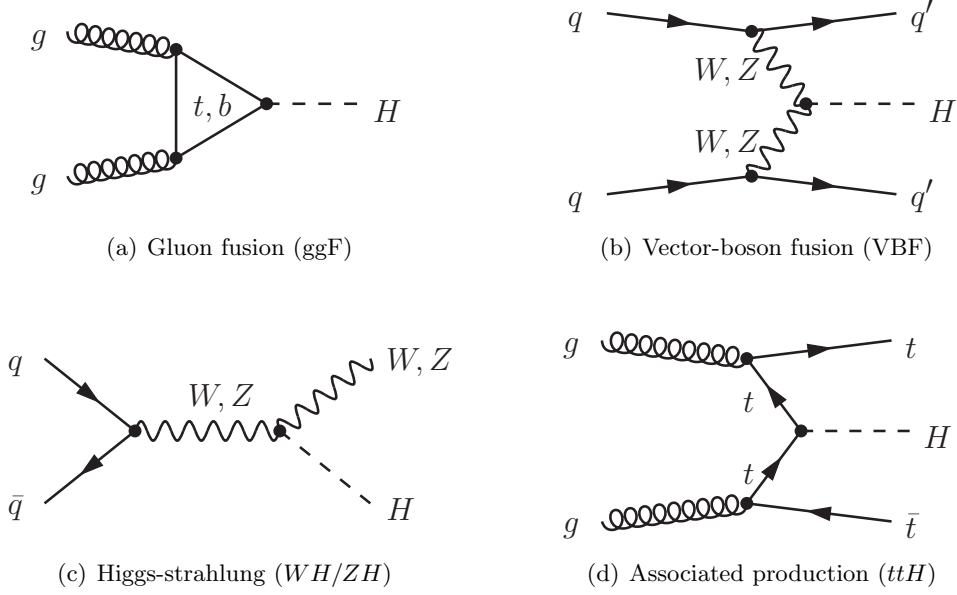 g
t, b
H
g
(a) Gluon fusion (ggF)
q
q′
W, Z
H
W, Z
q
q′
(b) Vector-boson fusion (VBF)
q
W, Z
W, Z
q̄
H
(c) Higgs-strahlung (WH/ZH)
g
t
t
H
t
g
t̄
(d) Associated production (ttH)